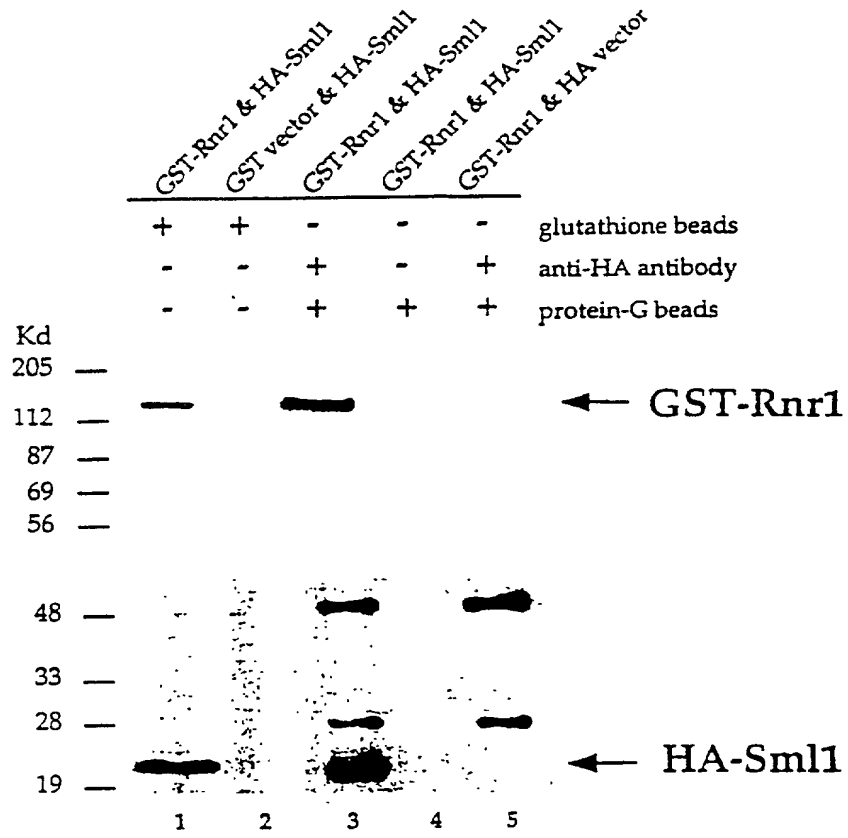 GST-Rnr1 & HA-Sml1
GST vector & HA-Sml1
GST-Rnr1 & HA-Sml1
GST-Rnr1 & HA-Sml1
GST-Rnr1 & HA vector
+ + - - - glutathione beads
- - + - + anti-HA antibody
- - + + + protein-G beads
Kd
205
GST-Rnr1
112
87
69
56
48
33
28
HA-Sml1
19
1 2 3 4 5